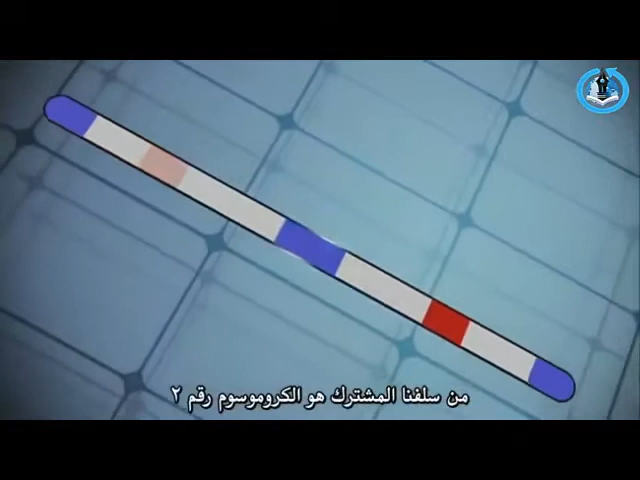 من سلفنا المشترك هو الكروموسوم رقم ٢